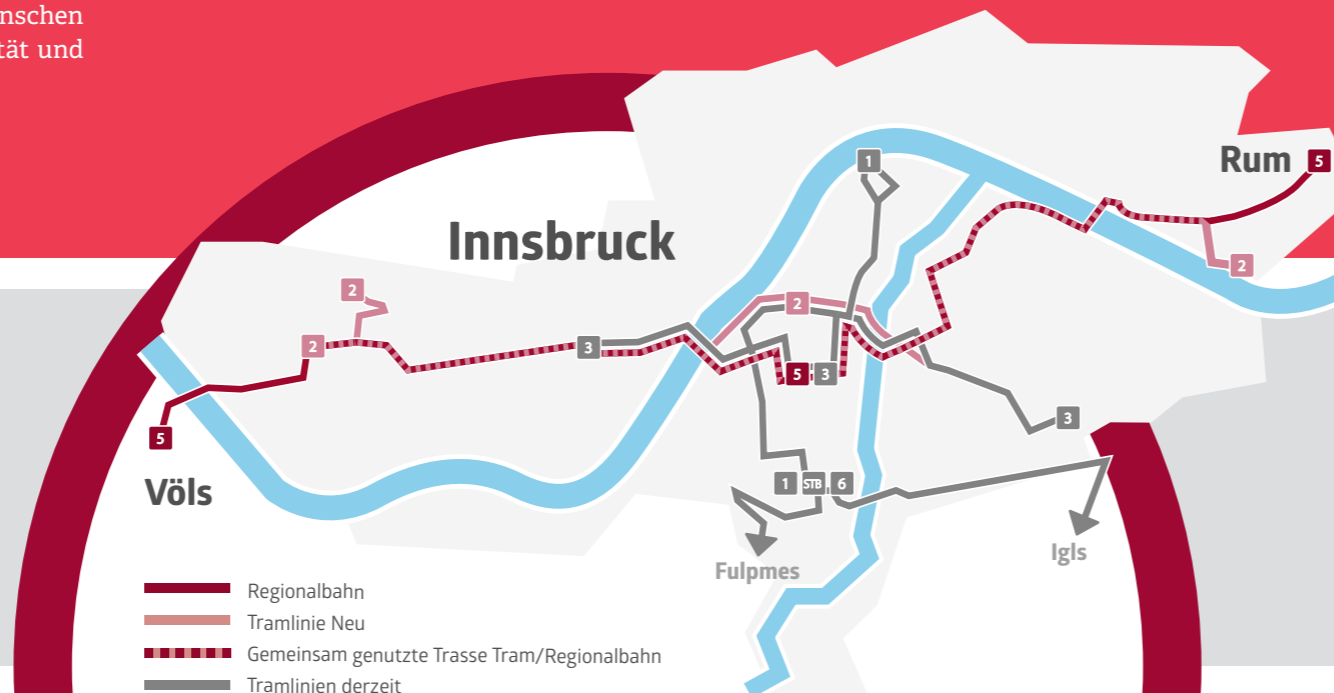 tät und
Rum
5
1
Innsbruck
2
2
2
2
3
5
3
3
5
Völs
1
STB
6
Igls
Fulpmes
Regionalbahn
Tramlinie Neu
Gemeinsam genutzte Trasse Tram/Regionalbahn
Tramlinien derzeit